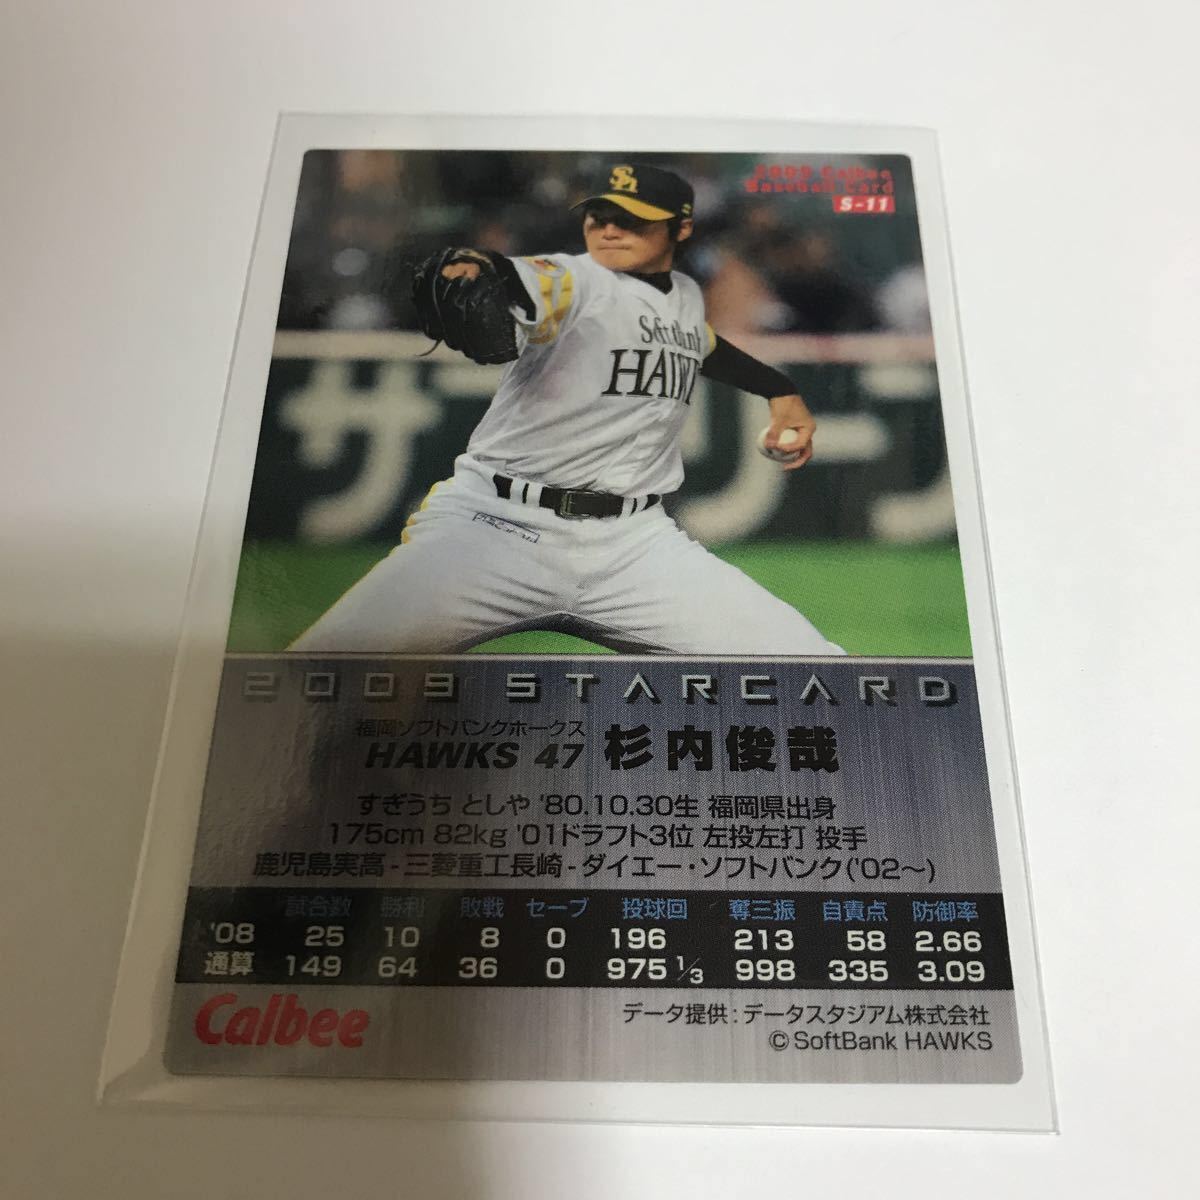 2009 Calbee
Baseball Card
S-11
SoftBank
HAWK
サ
リー
2009 STARCARD
福岡ソフトバンクホークス
HAWKS 47 杉内俊哉
すぎうち としや '80.10.30生 福岡県出身
175cm 82kg '01ドラフト3位 左投左打 投手
鹿児島実高-三菱重工長崎-ダイエー・ソフトバンク('02～)
試合数 勝利 敗戦 セーブ 投球回 奪三振 自責点 防御率
'08 25 10 8 0 196 213 58 2.66
通算 149 64 36 0 975 1/3 998 335 3.09
Calbee
データ提供:データスタジアム株式会社
©SoftBank HAWKS